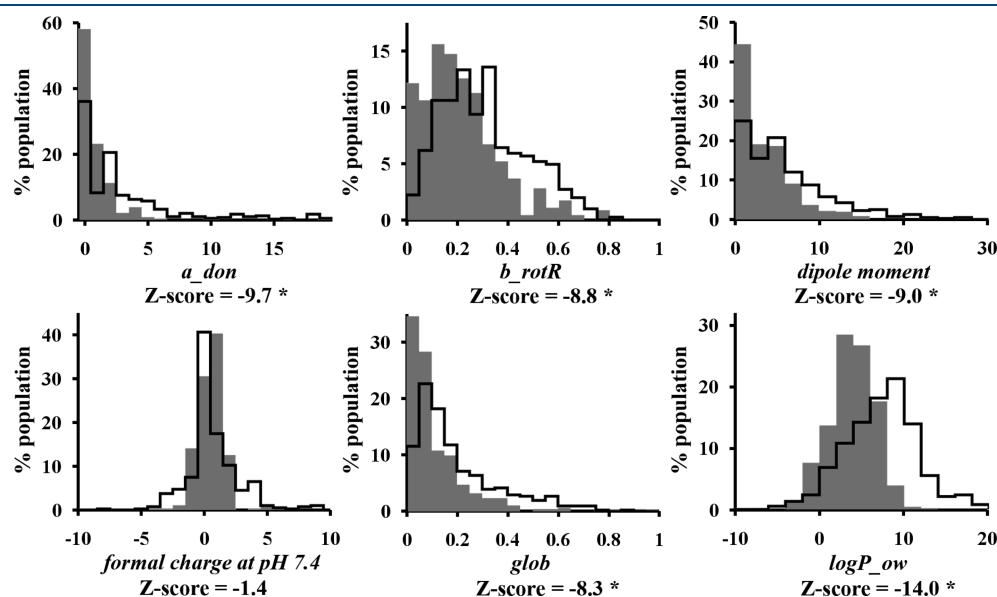 60
40
20
0
% population
0 5 10 15
a_don
Z-score = -9.7 *
15
10
5
0
% population
0 0.2 0.4 0.6 0.8 1
b_rotR
Z-score = -8.8 *
50
40
30
20
10
0
% population
0 10 20 30
dipole moment
Z-score = -9.0 *
40
30
20
10
0
% population
-10 -5 0 5 10
formal charge at pH 7.4
Z-score = -1.4
30
20
10
0
% population
0 0.2 0.4 0.6 0.8 1
glob
Z-score = -8.3 *
30
20
10
0
% population
-10 0 10 20
logP_ow
Z-score = -14.0 *